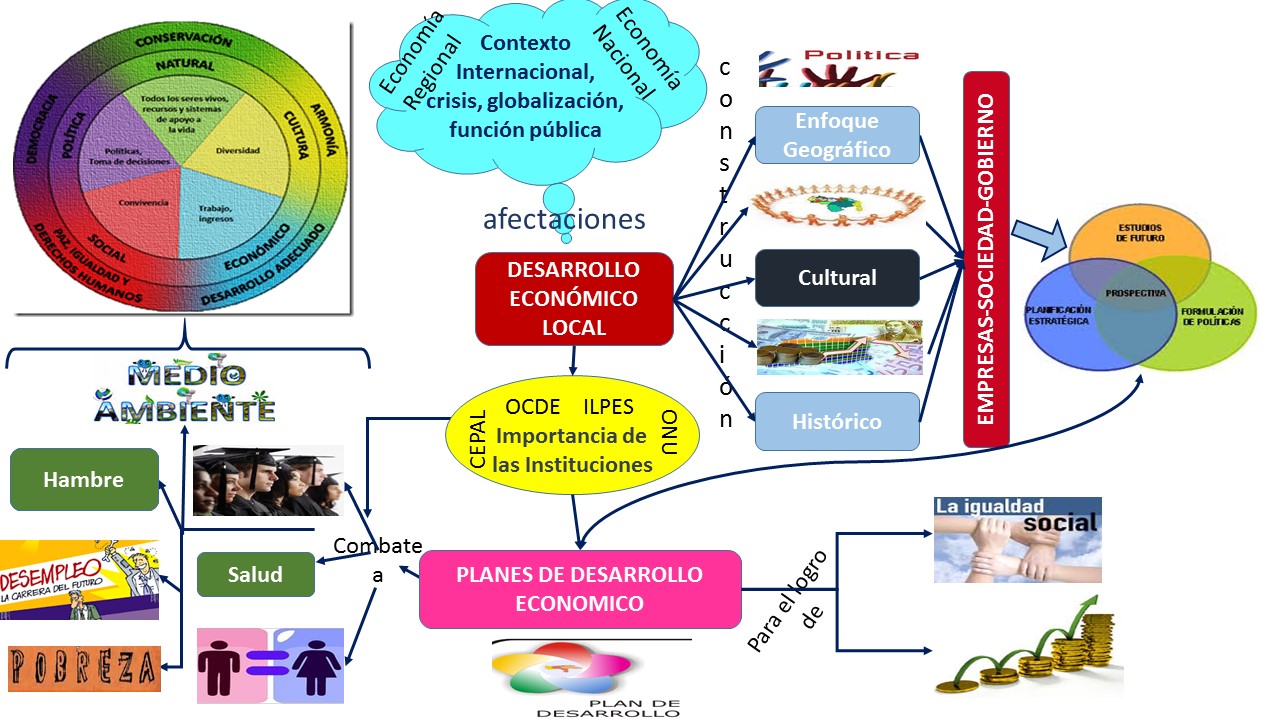 CONSERVACIÓN
NATURAL
Todos los seres vivos,
recursos y sistemas
de apoyo a
la vida
DEMOCRACIA
POLÍTICA
Políticas,
Toma de decisiones
ARMONÍA
CULTURA
Diversidad
Convivencia
SOCIAL
PAZ, IGUALDAD Y
DERECHOS HUMANOS
Trabajo,
ingresos
ECONÓMICO
DESARROLLO ADECUADO
Economía
Regional
Contexto
Internacional,
crisis, globalización,
función pública
Economía
Nacional
afectaciones
DESARROLLO
ECONÓMICO
LOCAL
construcción
Politica
Enfoque
Geográfico
Cultural
Histórico
EMPRESAS-SOCIEDAD-GOBIERNO
ESTUDIOS
DE FUTURO
PROSPECTIVA
PLANIFICACIÓN
ESTRATÉGICA
FORMULACIÓN
DE POLÍTICAS
CEPAL
OCDE ILPES
ONU
Importancia de
las Instituciones
MEDIO
AMBIENTE
Hambre
DESEMPLEO
LA CARRERA DEL FUTURO
POBREZA
Salud
Combate
a
PLANES DE DESARROLLO
ECONOMICO
PLAN DE
DESARROLLO
Para el logro
de
La igualdad
social